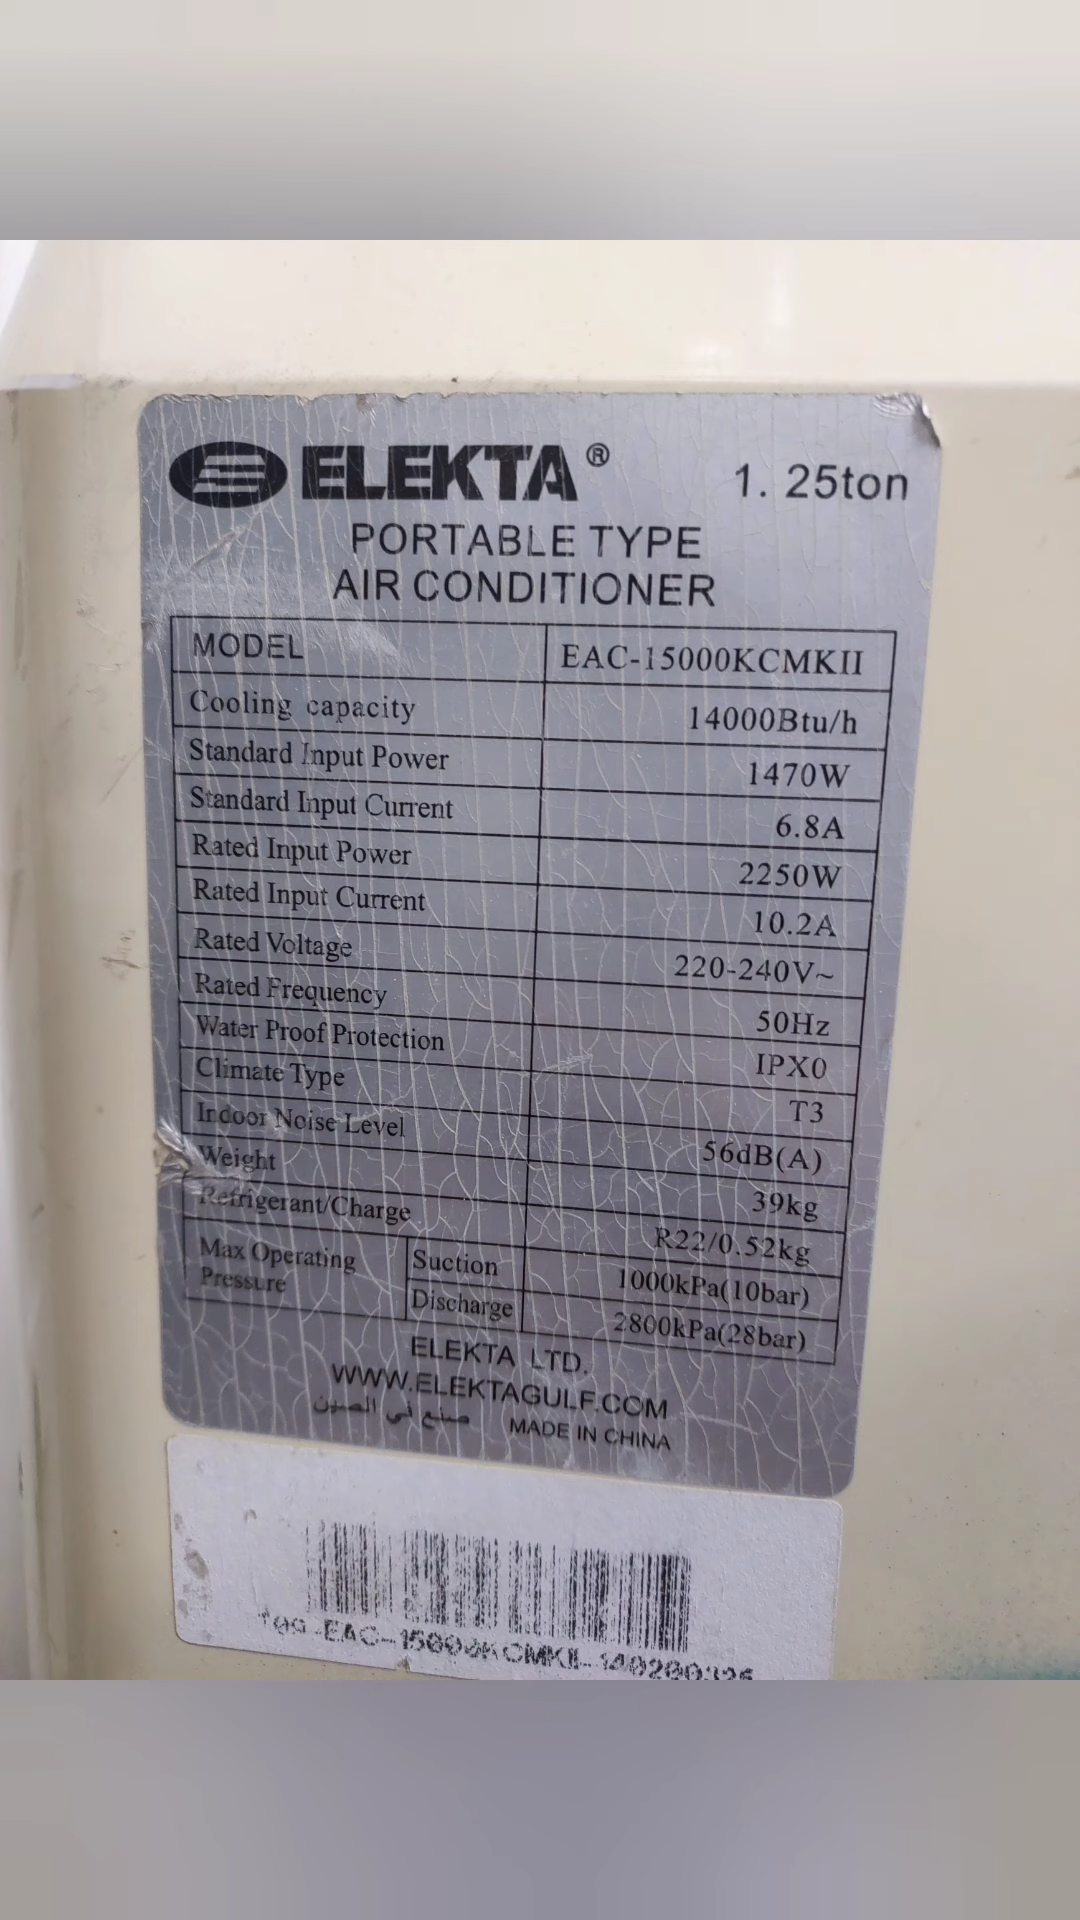 ELEKTA® 1. 25ton
PORTABLE TYPE
AIR CONDITIONER
MODEL EAC-15000KCMKII
Cooling capacity 14000Btu/h
Standard Input Power 1470W
Standard Input Current 6.8A
Rated Input Power 2250W
Rated Input Current 10.2A
Rated Voltage 220-240V~
Rated Frequency 50Hz
Water Proof Protection IPX0
Climate Type T3
Indoor Noise Level 56dB(A)
Weight 39kg
Refrigerant/Charge R22/0.52kg
Max Operating Pressure Suction 1000kPa(10bar)
Discharge 2800kPa(28bar)
ELEKTA LTD.
WWW.ELEKTAGULF.COM
صنع في الصين MADE IN CHINA
EAC-15000KCMKII-